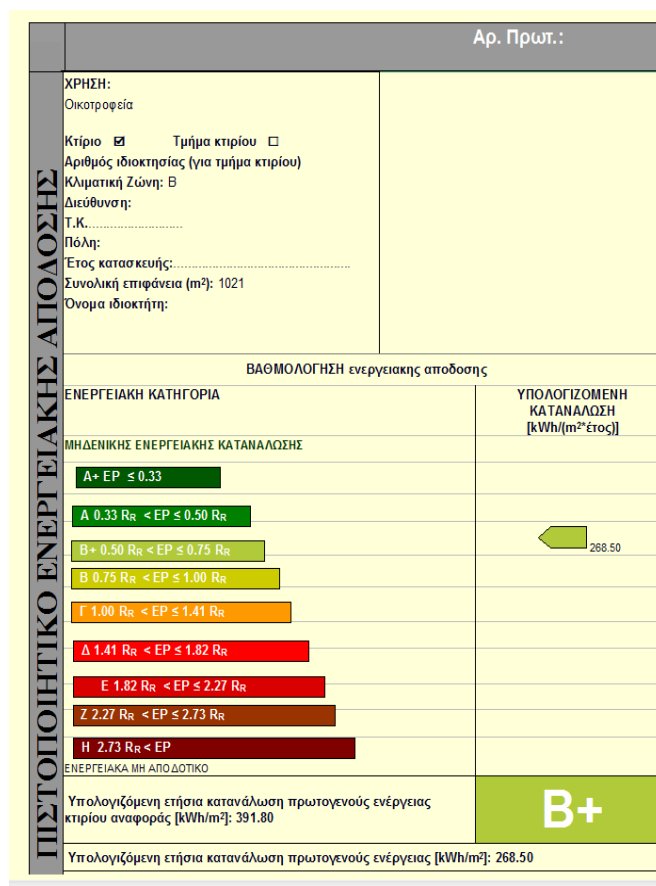 Αρ. Πρωτ.:
ΠΙΣΤΟΠΟΙΗΤΙΚΟ ΕΝΕΡΓΕΙΑΚΗΣ ΑΠΟΔΟΣΗΣ
ΧΡΗΣΗ:
Οικοτροφεία
Κτίριο ☑ Τμήμα κτιρίου ☐
Αριθμός ιδιοκτησίας (για τμήμα κτιρίου)
Κλιματική Ζώνη: Β
Διεύθυνση:
Τ.Κ............................
Πόλη:
Έτος κατασκευής:....................................................
Συνολική επιφάνεια (m²): 1021
Όνομα ιδιοκτήτη:
ΒΑΘΜΟΛΟΓΗΣΗ ενεργειακης αποδοσης
ΕΝΕΡΓΕΙΑΚΗ ΚΑΤΗΓΟΡΙΑ
ΥΠΟΛΟΓΙΖΟΜΕΝΗ
ΚΑΤΑΝΑΛΩΣΗ
[kWh/(m²*έτος)]
ΜΗΔΕΝΙΚΗΣ ΕΝΕΡΓΕΙΑΚΗΣ ΚΑΤΑΝΑΛΩΣΗΣ
Α+ EP ≤ 0.33
Α 0.33 RR < EP ≤ 0.50 RR
Β+ 0.50 RR < EP ≤ 0.75 RR
268.50
Β 0.75 RR < EP ≤ 1.00 RR
Γ 1.00 RR < EP ≤ 1.41 RR
Δ 1.41 RR < EP ≤ 1.82 RR
Ε 1.82 RR < EP ≤ 2.27 RR
Ζ 2.27 RR < EP ≤ 2.73 RR
Η 2.73 RR < EP
ΕΝΕΡΓΕΙΑΚΑ ΜΗ ΑΠΟΔΟΤΙΚΟ
Υπολογιζόμενη ετήσια κατανάλωση πρωτογενούς ενέργειας
κτιρίου αναφοράς [kWh/m²]: 391.80
Β+
Υπολογιζόμενη ετήσια κατανάλωση πρωτογενούς ενέργειας [kWh/m²]: 268.50